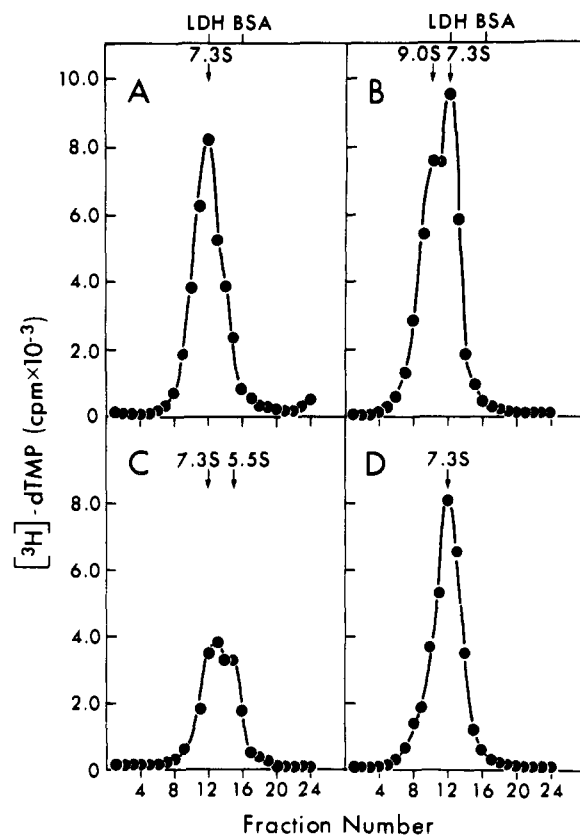 LDH BSA
LDH BSA
7.3S
9.0S 7.3S
A
B
10.0
8.0
6.0
4.0
2.0
0
7.3S 5.5S
7.3S
C
D
8.0
6.0
4.0
2.0
0
4 8 12 16 20 24
4 8 12 16 20 24
[³H]-dTMP (cpm×10⁻³)
Fraction Number